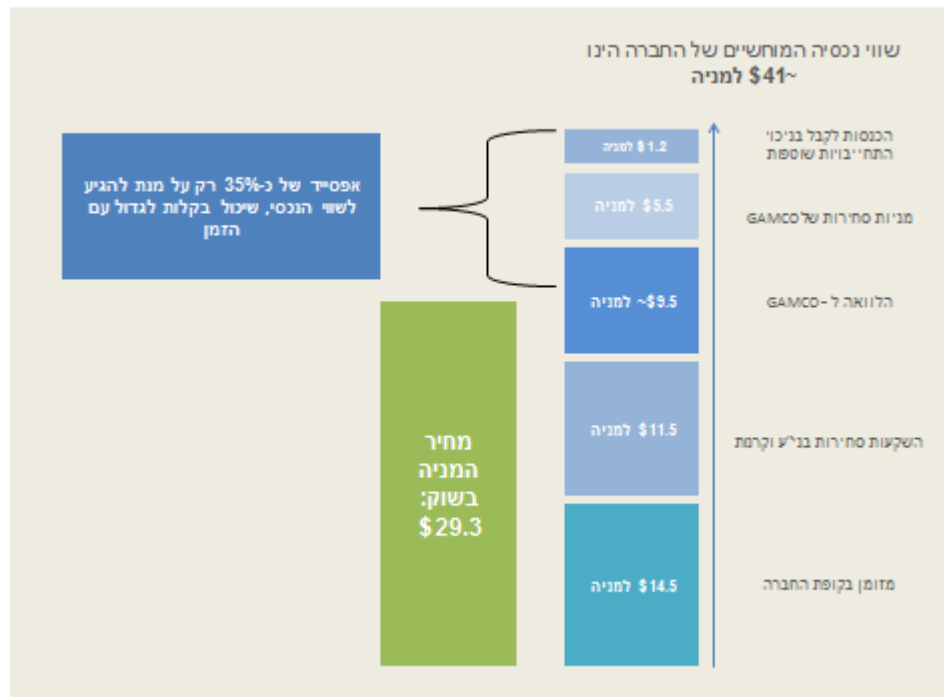 שווי נכסיה המוחשיים של החברה הינו
~$41 למניה
הכנסות לקבל בניכוי
התחייבויות שוטפות
$1.2 למניה
אפסייד של כ-35% רק על מנת להגיע
לשווי הנכסי, שיכול בקלות לגדול עם
הזמן
מניות סחירות של GAMCO
$5.5 למניה
הלוואה ל-GAMCO
~$9.5 למניה
השקעות סחירות בני"ע וקרנות
$11.5 למניה
מחיר
המניה
בשוק:
$29.3
מזומן בקופת החברה
$14.5 למניה